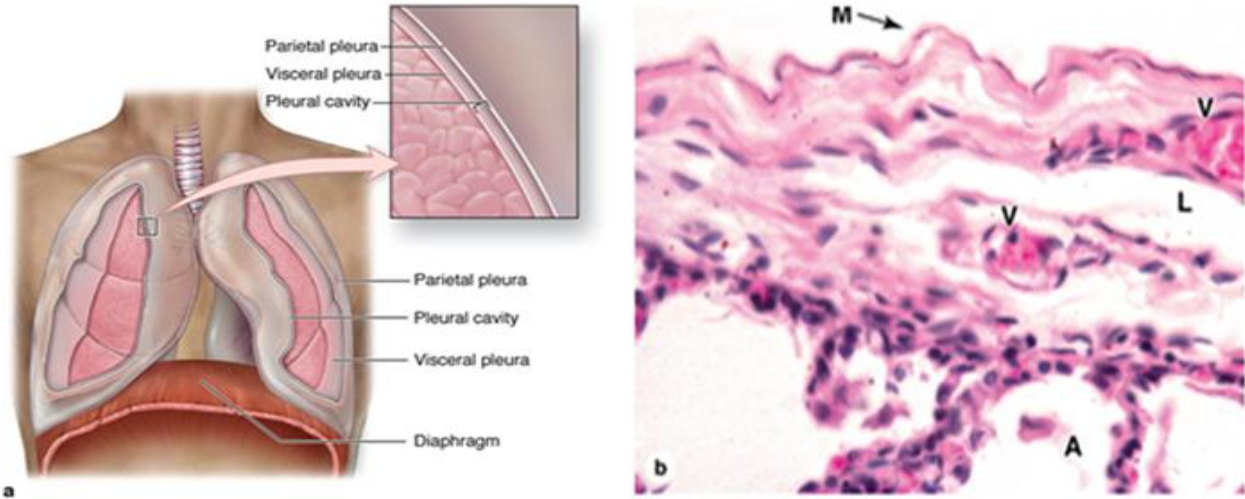 Parietal pleura
Visceral pleura
Pleural cavity
Parietal pleura
Pleural cavity
Visceral pleura
Diaphragm
a
M
V
L
V
A
b